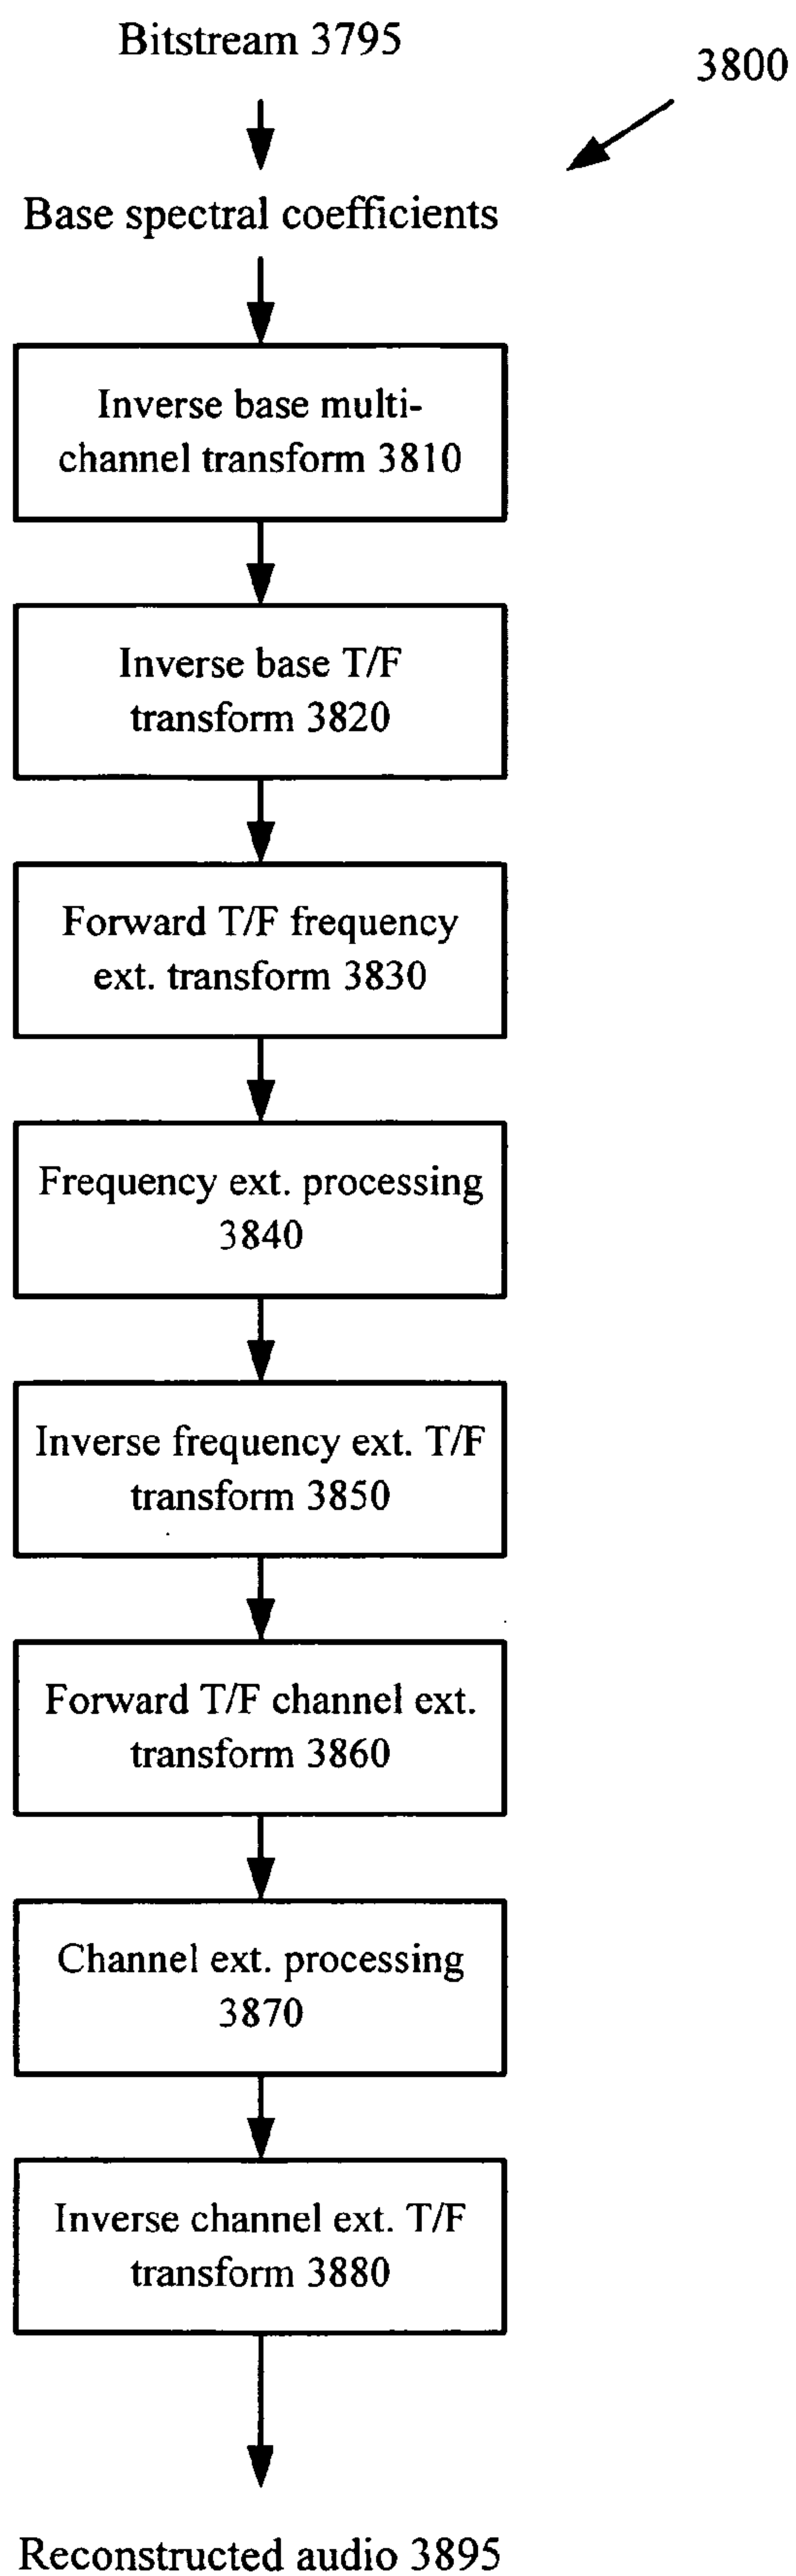 Bitstream 3795
3800
Base spectral coefficients
Inverse base multi-
channel transform 3810
Inverse base T/F
transform 3820
Forward T/F frequency
ext. transform 3830
Frequency ext. processing
3840
Inverse frequency ext. T/F
transform 3850
Forward T/F channel ext.
transform 3860
Channel ext. processing
3870
Inverse channel ext. T/F
transform 3880
Reconstructed audio 3895